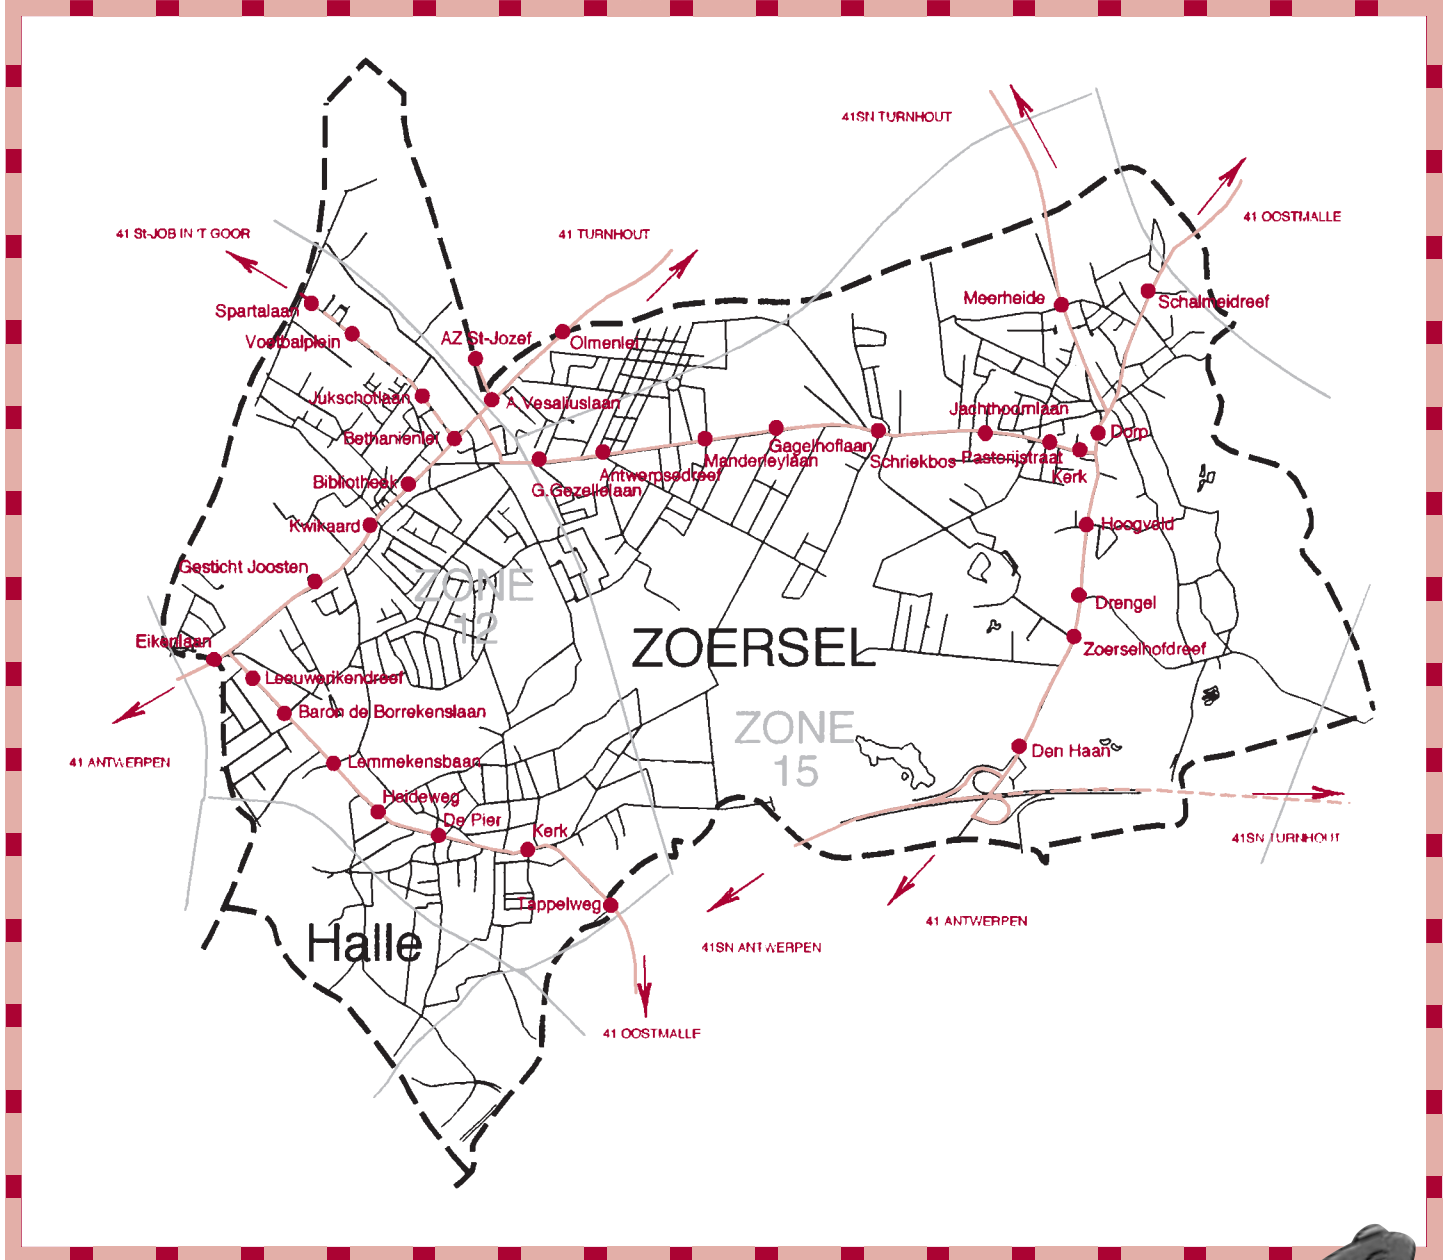 41SN TURNHOUT
41 OOSTMALLE
41 St-JOB IN 'T GOOR
41 TURNHOUT
Spartalaan
Voetbalplein
AZ St-Jozef
Olmenlei
Meerheide
Schalmeidreef
Jukschotlaan
A.Vesaliuslaan
Jachthoornlaan
Bethaniënlei
Gagelhoflaan
Dorp
Manderleylaan
Schriekbos
Pastorijstraat
Antwerpsedreef
Kerk
Bibliotheek
G.Gezellelaan
Kwikaard
Hoogveld
Gesticht Joosten
ZONE
12
Drengel
Eikenlaan
ZOERSEL
Zoerselhofdreef
Leeuwerikendreef
Baron de Borrekenslaan
ZONE
15
Den Haan
41 ANTWERPEN
Lemmekensbaan
Heideweg
De Pier
Kerk
41SN TURNHOUT
Tappelweg
41 ANTWERPEN
Halle
41SN ANTWERPEN
41 OOSTMALLE